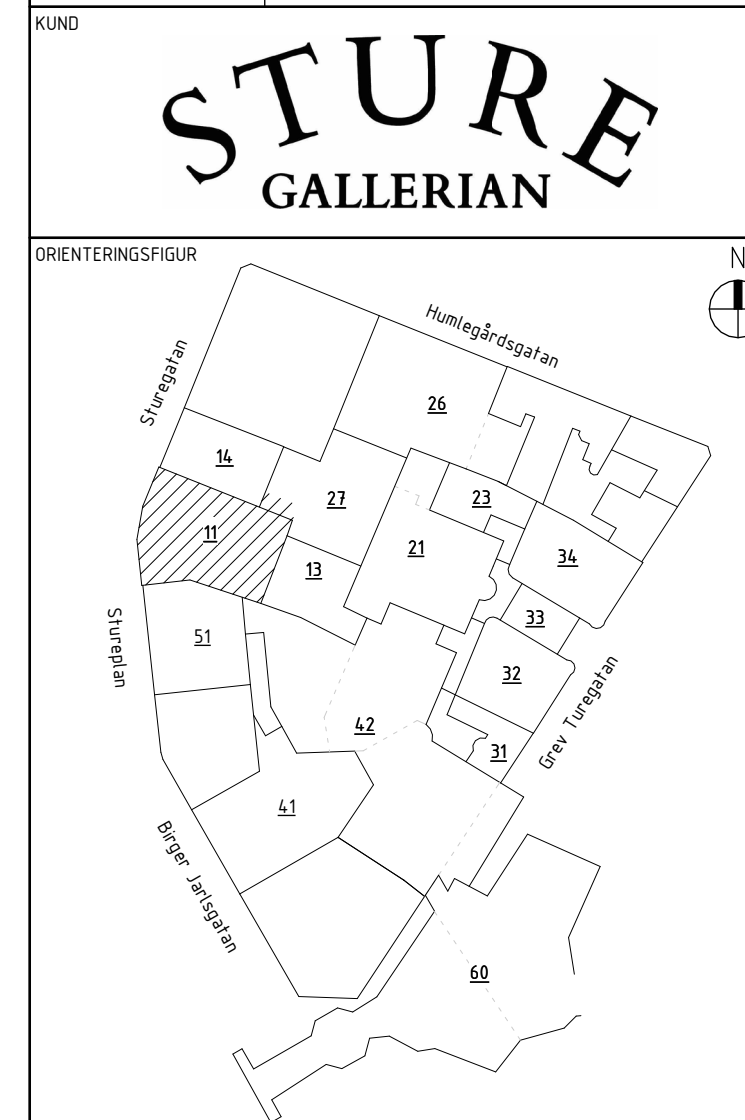 KUND
STURE
GALLERIAN
ORIENTERINGSFIGUR
N
Humlegårdsgatan
Sturegatan
26
14
27
23
11
21
34
13
33
51
Stureplan
32
42
Grev Turegatan
31
41
Birger Jarlsgatan
60